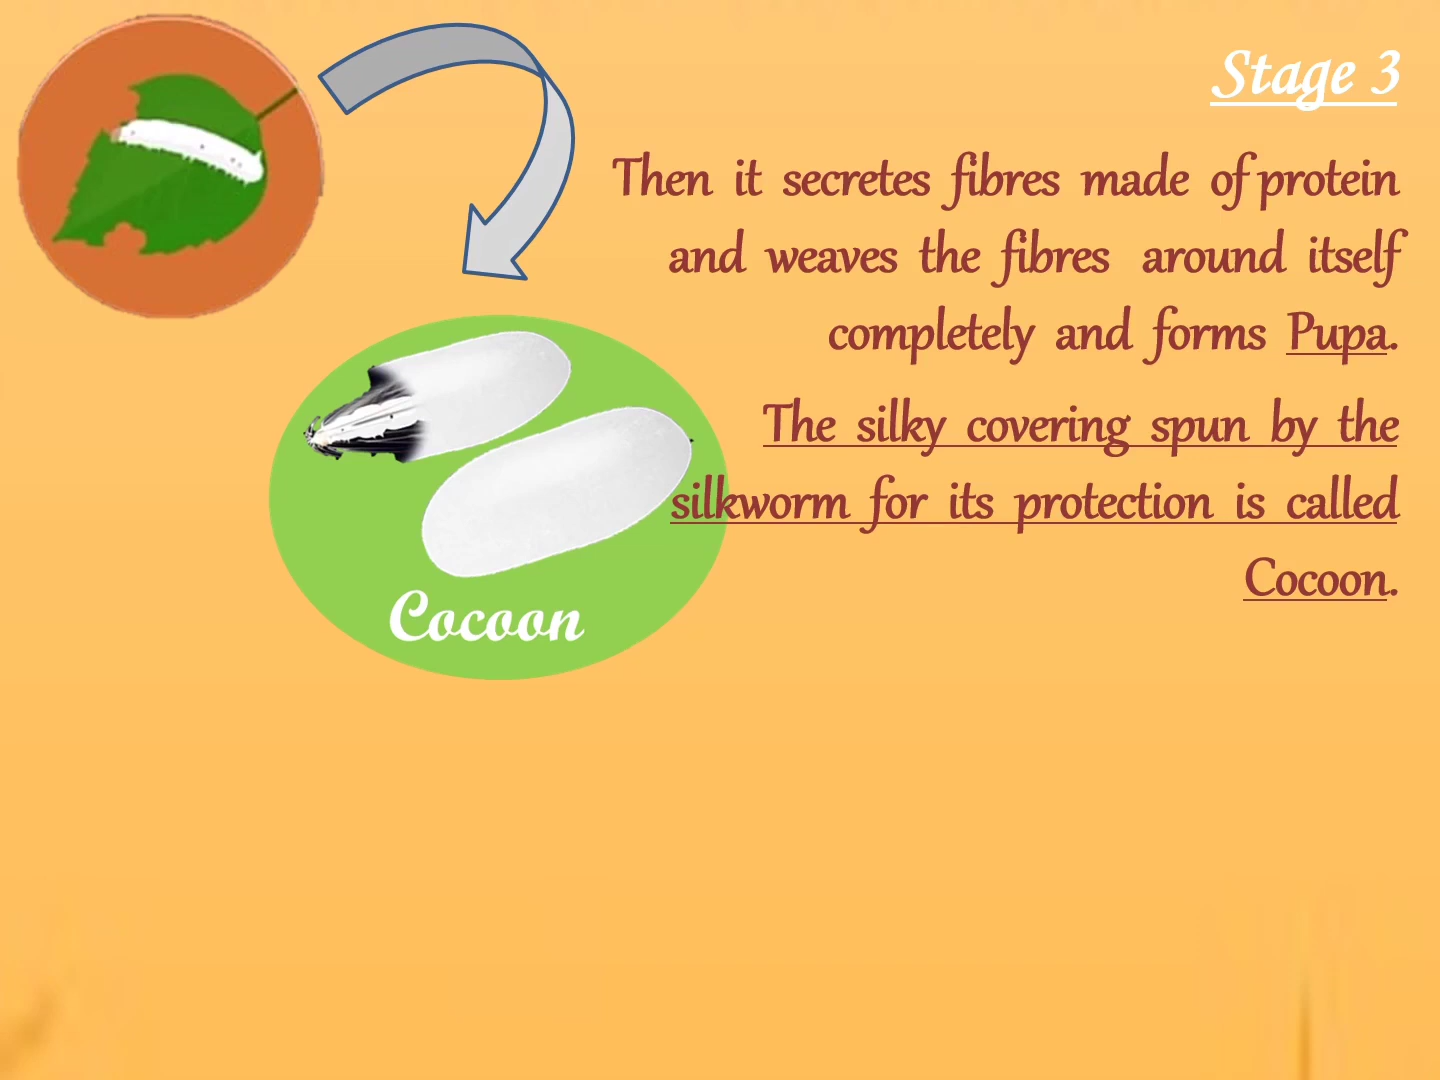 Stage 3
Then it secretes fibres made of protein
and weaves the fibres around itself
completely and forms Pupa.
The silky covering spun by the
silkworm for its protection is called
Cocoon.
Cocoon